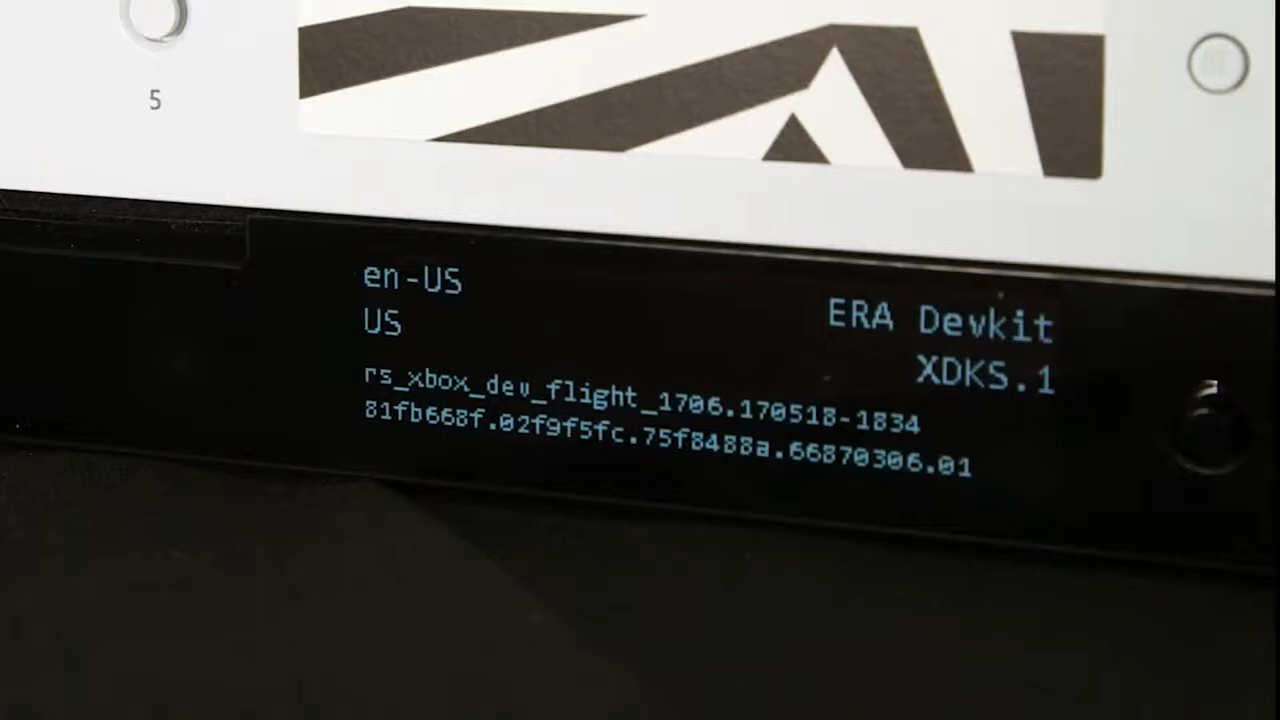 5
en-US
US
ERA Devkit
XDKS.1
rs_xbox_dev_flight_1706.170518-1834
81fb668f.02f9f5fc.75f8488a.66870306.01